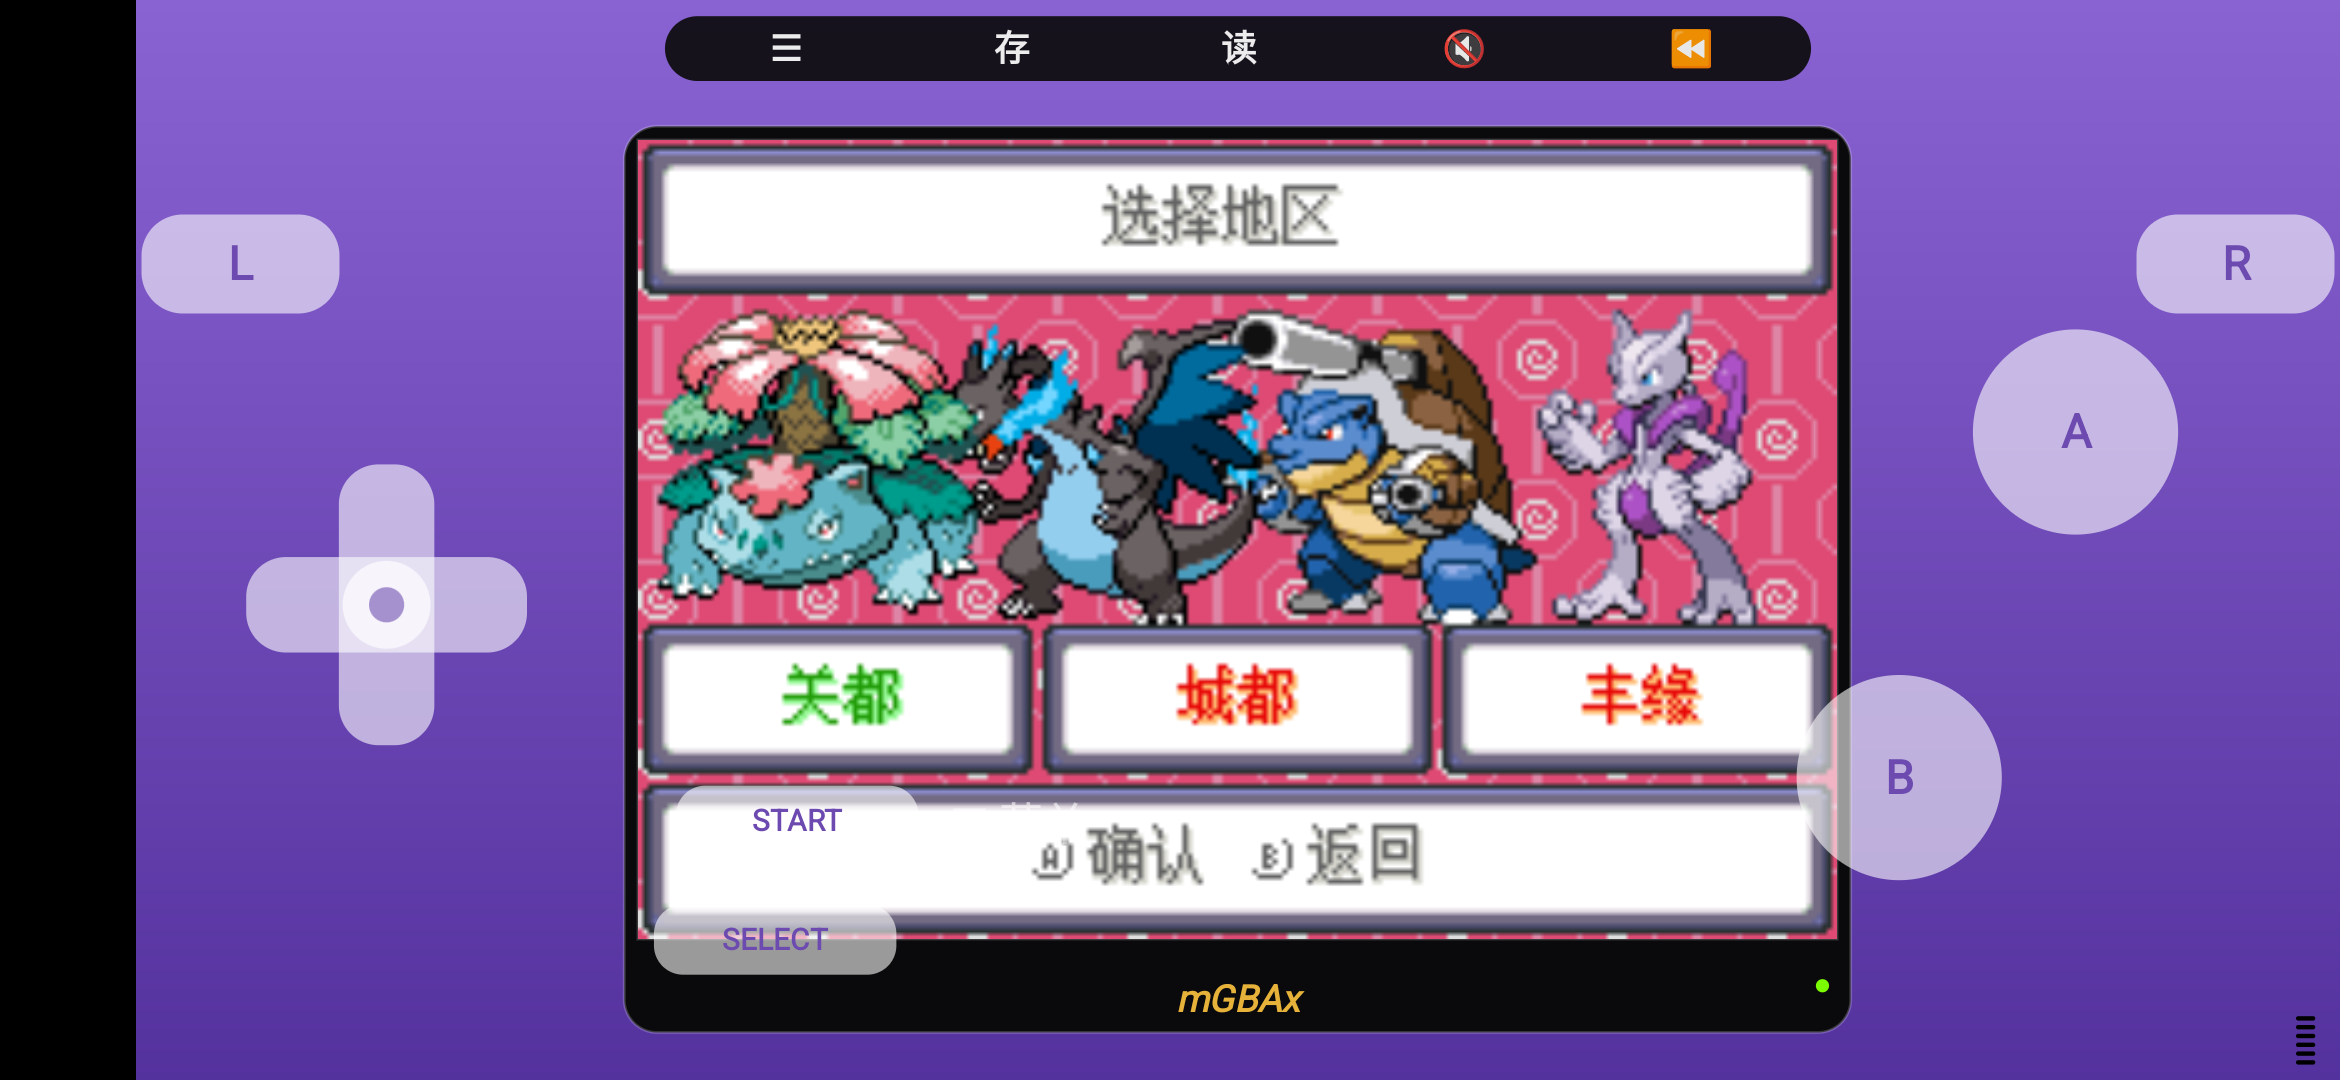 存 读
选择地区
L
R
A
关都 城都 丰缘
START
B
A 确认 B 返回
SELECT
mGBAx